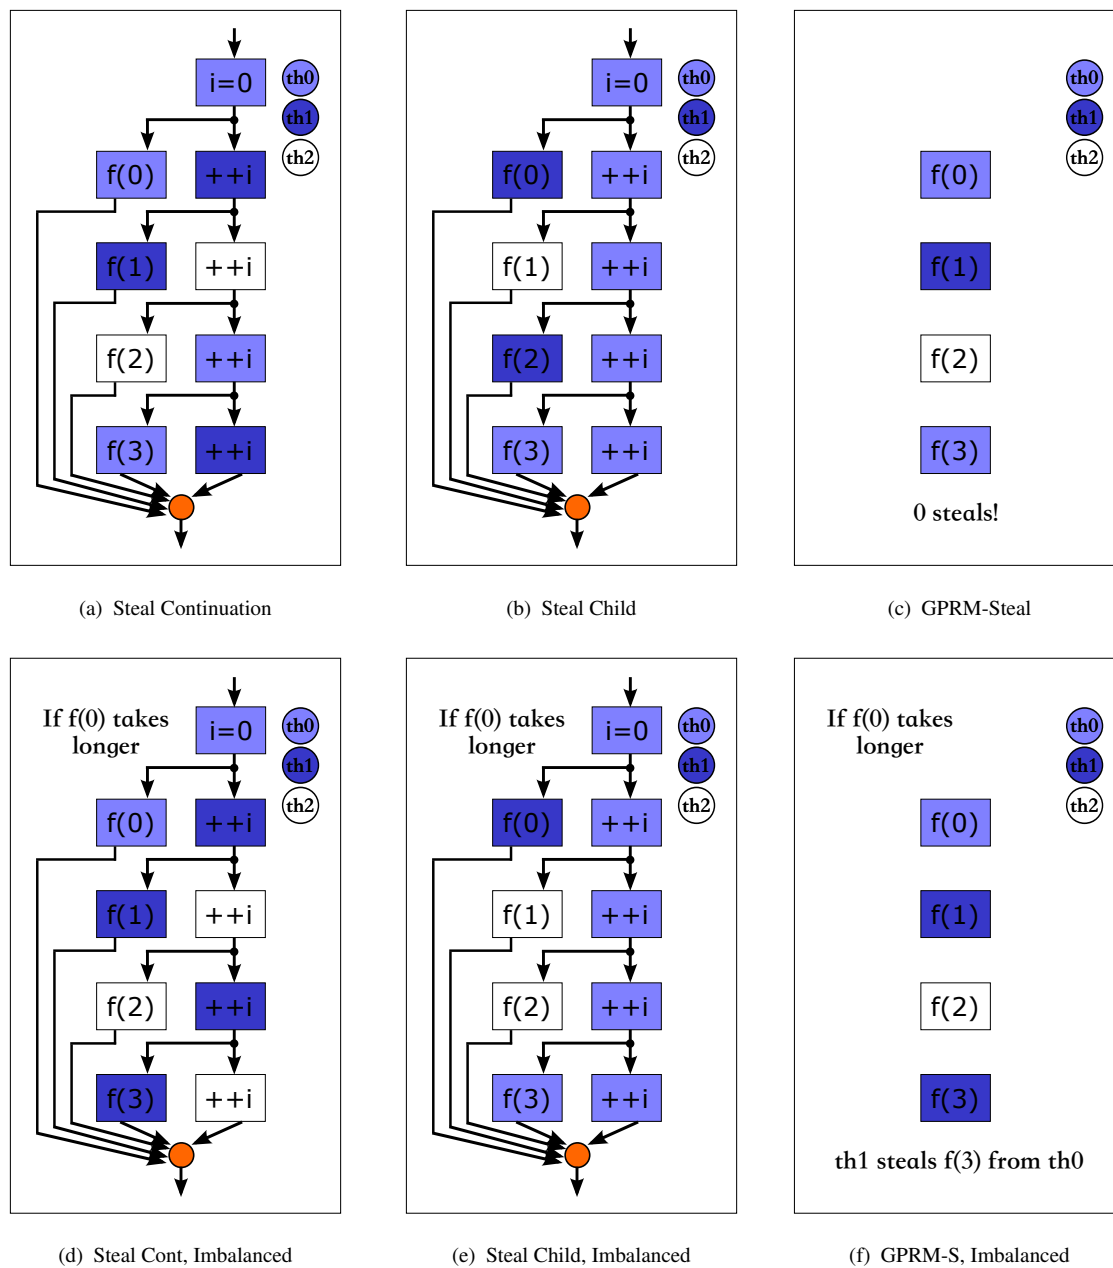 i=0
th0
th1
f(0)
++i
th2
f(1)
++i
f(2)
++i
f(3)
++i
(a) Steal Continuation
i=0
th0
th1
f(0)
++i
th2
f(1)
++i
f(2)
++i
f(3)
++i
(b) Steal Child
th0
th1
th2
f(0)
f(1)
f(2)
f(3)
0 steals!
(c) GPRM-Steal
If f(0) takes
longer
i=0
th0
th1
th2
f(0)
++i
f(1)
++i
f(2)
++i
f(3)
++i
(d) Steal Cont, Imbalanced
If f(0) takes
longer
i=0
th0
th1
th2
f(0)
++i
f(1)
++i
f(2)
++i
f(3)
++i
(e) Steal Child, Imbalanced
If f(0) takes
longer
th0
th1
th2
f(0)
f(1)
f(2)
f(3)
th1 steals f(3) from th0
(f) GPRM-S, Imbalanced